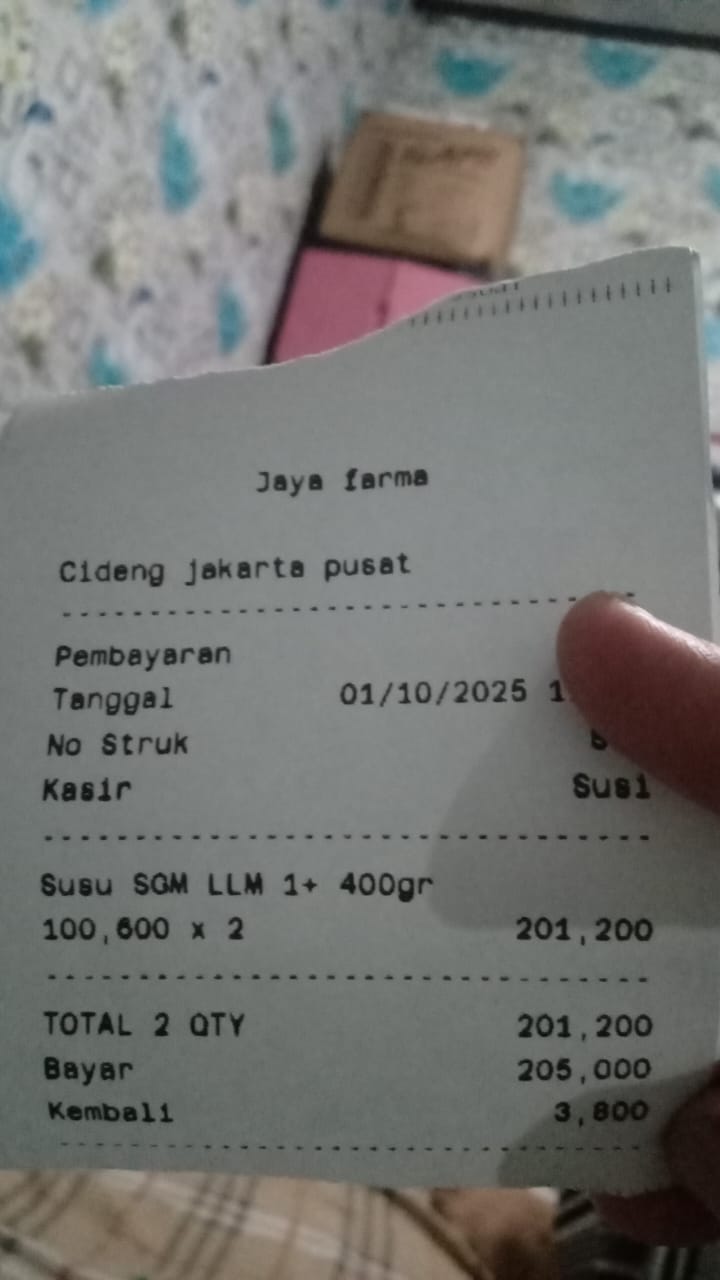 Jaya farma
Cideng jakarta pusat
Pembayaran
Tanggal 01/10/2025 1
No Struk S
Kasir Susi
Susu SGM LLM 1+ 400gr
100,600 x 2 201,200
TOTAL 2 QTY 201,200
Bayar 205,000
Kembali 3,800